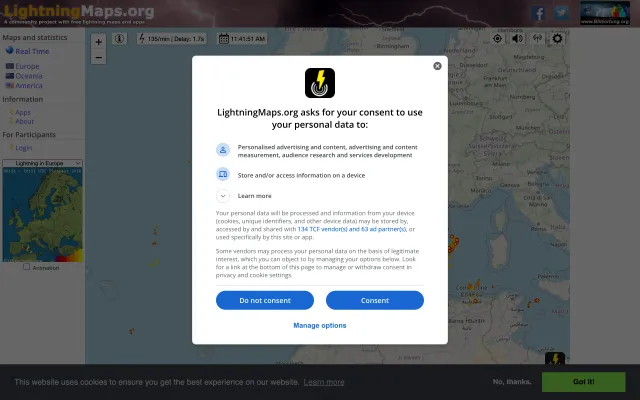 LightningMaps.org
A community project with free lightning maps and apps
www.Blitzortung.org
Maps and statistics
Real Time
Europe
Oceania
America
Information
Apps
About
For Participants
Login
Lightning in Europe
Animation
+
−
135/min | Delay: 1.7s
11:41:51 AM
Birmingham
Deutschland
Frankfurt
am Main
München
LightningMaps.org asks for your consent to use
your personal data to:
Personalised advertising and content, advertising and content
measurement, audience research and services development
Store and/or access information on a device
Learn more
Your personal data will be processed and information from your device
(cookies, unique identifiers, and other device data) may be stored by,
accessed by and shared with 134 TCF vendor(s) and 63 ad partner(s), or
used specifically by this site or app.
Some vendors may process your personal data on the basis of legitimate
interest, which you can object to by managing your options below. Look
for a link at the bottom of this page to manage or withdraw consent in
privacy and cookie settings.
Do not consent
Consent
Manage options
This website uses cookies to ensure you get the best experience on our website. Learn more
No, thanks.
Got it!